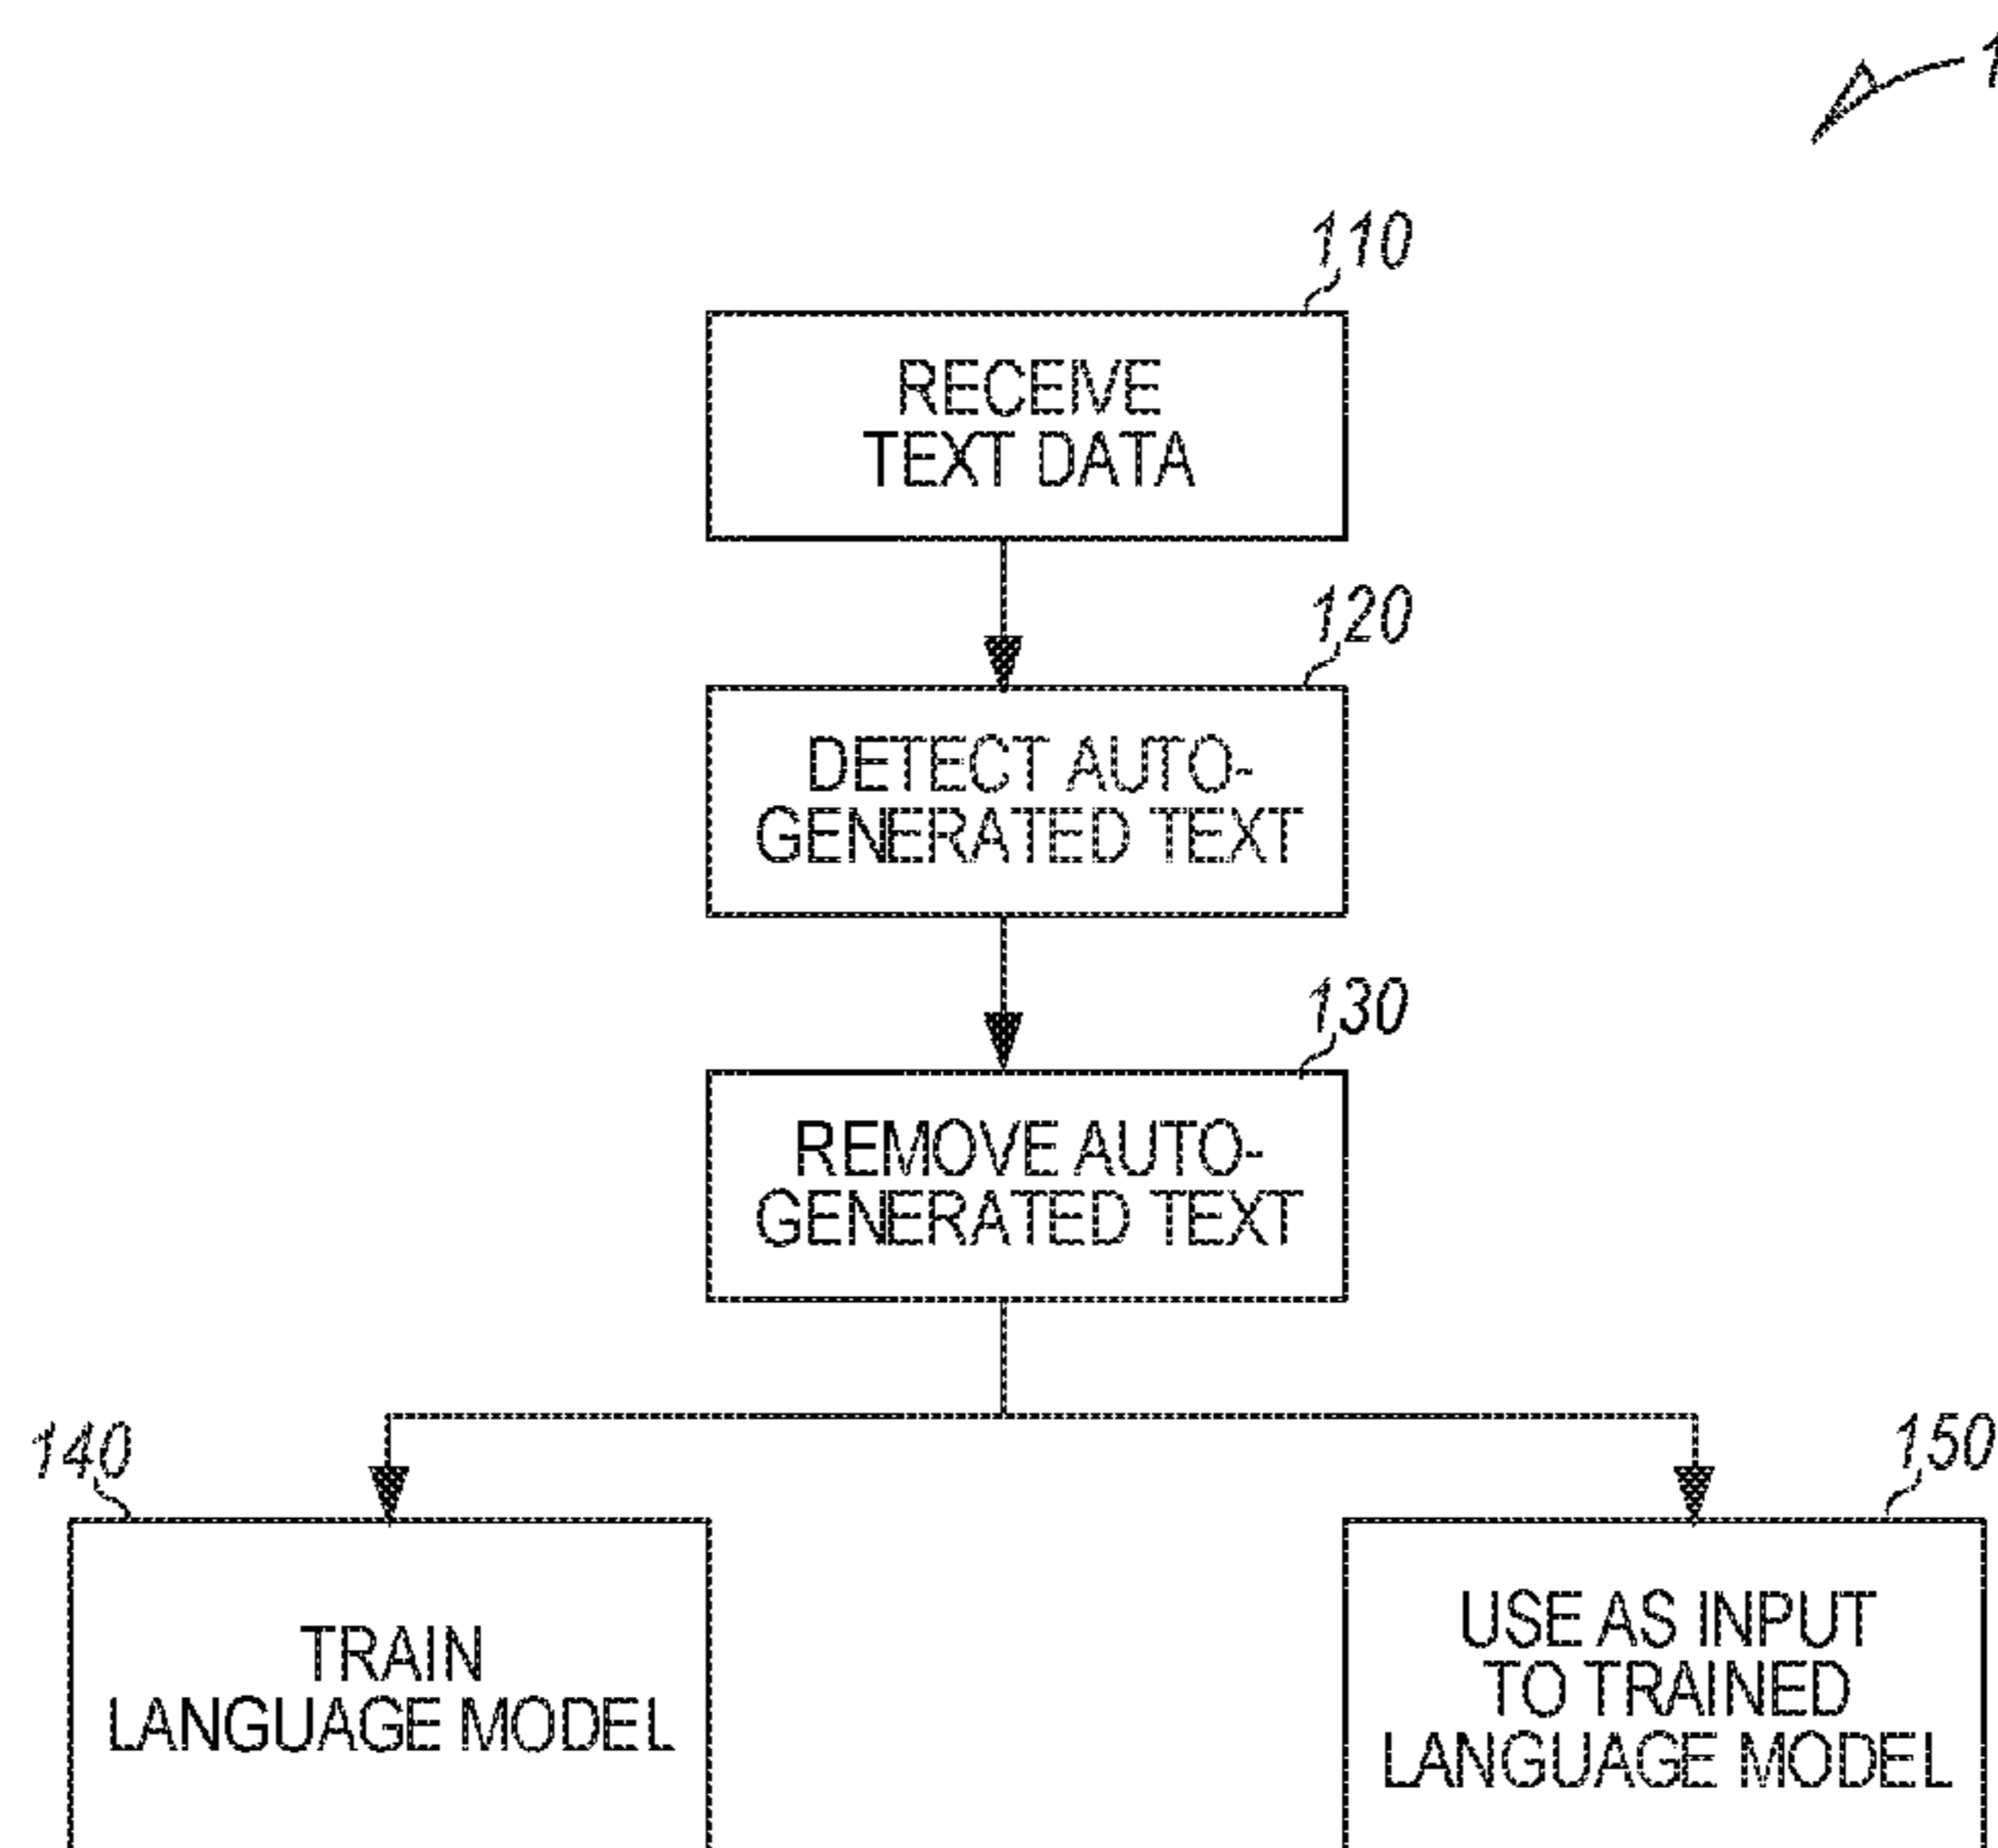 110
RECEIVE
TEXT DATA
120
DETECT AUTO-
GENERATED TEXT
130
REMOVE AUTO-
GENERATED TEXT
140
TRAIN
LANGUAGE MODEL
150
USE AS INPUT
TO TRAINED
LANGUAGE MODEL